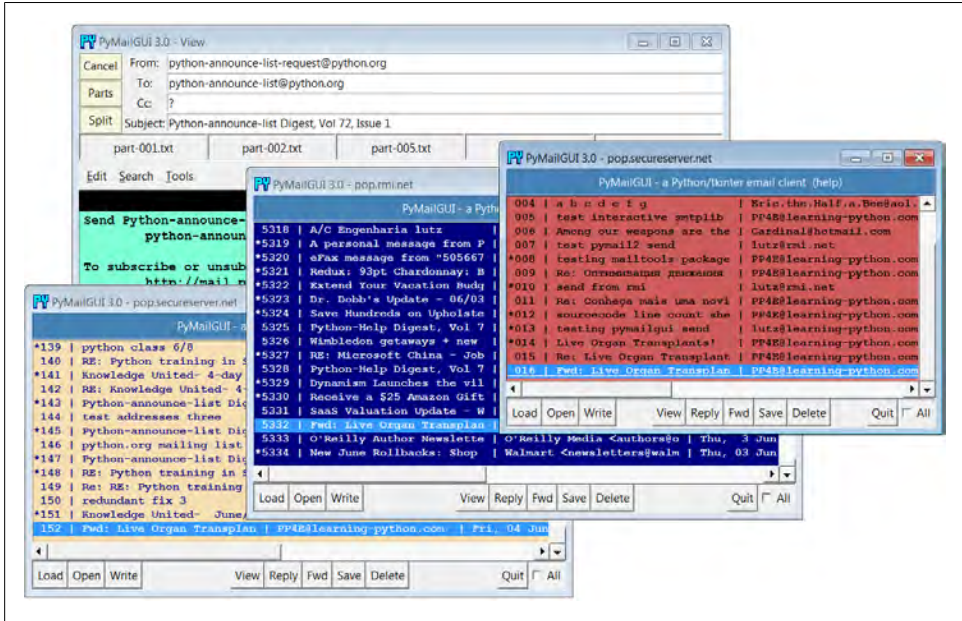 PyMailGUI 3.0 - View
Cancel From: python-announce-list-request@python.org
Parts To: python-announce-list@python.org
Cc: ?
Split Subject: Python-announce-list Digest, Vol 72, Issue 1
part-001.txt part-002.txt part-005.txt
Edit Search Tools
Send Python-announce-
python-announ
To subscribe or unsub
http://mail.p
PyMailGUI 3.0 - pop.secureserver.net
PyMailGUI - a Python/tkinter email client (help)
004 | a b c d e f g | Eric.the.Half.a.Bee@aol.
005 | test interactive smtplib | PP4E@learning-python.com
006 | Among our weapons are the | Cardinal@hotmail.com
007 | test pymail2 send | lutz@rmi.net
*008 | testing mailtools package | PP4E@learning-python.com
009 | Re: Оптимизация движения | PP4E@learning-python.com
*010 | send from rmi | lutz@rmi.net
011 | Re: Conheça mais uma novi | PP4E@learning-python.com
*012 | sourcecode line count she | PP4E@learning-python.com
*013 | testing pymailgui send | lutz@learning-python.com
*014 | Live Organ Transplants! | PP4E@learning-python.com
015 | Re: Live Organ Transplant | PP4E@learning-python.com
016 | Fwd: Live Organ Transplan | PP4E@learning-python.com
Load Open Write View Reply Fwd Save Delete Quit All
PyMailGUI 3.0 - pop.rmi.net
PyMailGUI - a Pyth
5318 | A/C Engenharia lutz |
*5319 | A personal message from P |
*5320 | eFax message from "505667 |
*5321 | Redux: 93pt Chardonnay: B |
*5322 | Extend Your Vacation Budg |
*5323 | Dr. Dobb's Update - 06/03 |
*5324 | Save Hundreds on Upholste |
5325 | Python-Help Digest, Vol 7 |
5326 | Wimbledon getaways + new |
*5327 | RE: Microsoft China - Job |
5328 | Python-Help Digest, Vol 7 |
*5329 | Dynamism Launches the vil |
*5330 | Receive a $25 Amazon Gift |
5331 | SaaS Valuation Update - W |
5332 | Fwd: Live Organ Transplan |
5333 | O'Reilly Author Newslette | O'Reilly Media <authors@o | Thu, 3 Jun
*5334 | New June Rollbacks: Shop | Walmart <newsletters@walm | Thu, 03 Jun
Load Open Write View Reply Fwd Save Delete Quit All
PyMailGUI 3.0 - pop.secureserver.net
PyMailGUI - a
*139 | python class 6/8
140 | RE: Python training in S
*141 | Knowledge United- 4-day
142 | RE: Knowledge United- 4-
*143 | Python-announce-list Dig
144 | test addresses three
*145 | Python-announce-list Dig
146 | python.org mailing list
*147 | Python-announce-list Dig
*148 | RE: Python training in S
149 | Re: RE: Python training
150 | redundant fix 3
*151 | Knowledge United- June/
152 | Fwd: Live Organ Transplan | PP4E@learning-python.com | Fri, 04 Jun
Load Open Write View Reply Fwd Save Delete Quit All